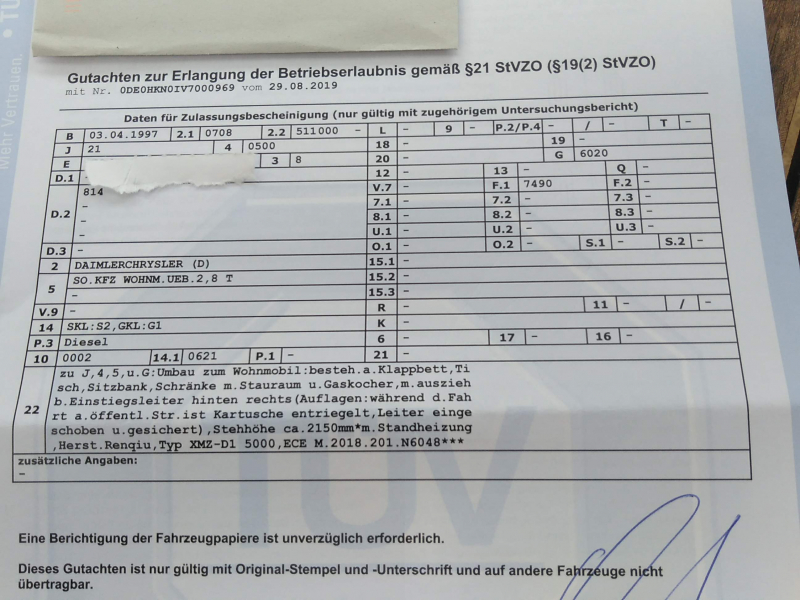 Mehr Vertrauen.
Gutachten zur Erlangung der Betriebserlaubnis gemäß §21 StVZO (§19(2) StVZO)
mit Nr. 0DE0HKN0IV7000969 vom 29.08.2019
Daten für Zulassungsbescheinigung (nur gültig mit zugehörigem Untersuchungsbericht)
B 03.04.1997 2.1 0708 2.2 511000 - L - 9 - P.2/P.4 - / - T -
J 21 4 0500 18 - 19 -
E 3 8 20 - G 6020
D.1 - 12 - 13 - Q -
D.2 814 V.7 - F.1 7490 F.2 -
- 7.1 - 7.2 - 7.3 -
- 8.1 - 8.2 - 8.3 -
- U.1 - U.2 - U.3 -
D.3 - O.1 - O.2 - S.1 - S.2 -
2 DAIMLERCHRYSLER (D) 15.1 -
5 SO.KFZ WOHNM.UEB.2,8 T 15.2 -
- 15.3 -
V.9 - R - 11 - / -
14 SKL:S2,GKL:G1 K -
P.3 Diesel 6 - 17 - 16 -
10 0002 14.1 0621 P.1 - 21 -
22 zu J,4,5,u.G:Umbau zum Wohnmobil:besteh.a.Klappbett,Ti
sch,Sitzbank,Schränke m.Stauraum u.Gaskocher,m.auszieh
b.Einstiegsleiter hinten rechts(Auflagen:während d.Fah
rt a.öffentl.Str.ist Kartusche entriegelt,Leiter einge
schoben u.gesichert),Stehhöhe ca.2150mm*m.Standheizung
,Herst.Renqiu,Typ XMZ-D1 5000,ECE M.2018.201.N6048***
zusätzliche Angaben:
-
TÜV
Eine Berichtigung der Fahrzeugpapiere ist unverzüglich erforderlich.
Dieses Gutachten ist nur gültig mit Original-Stempel und -Unterschrift und auf andere Fahrzeuge nicht
übertragbar.